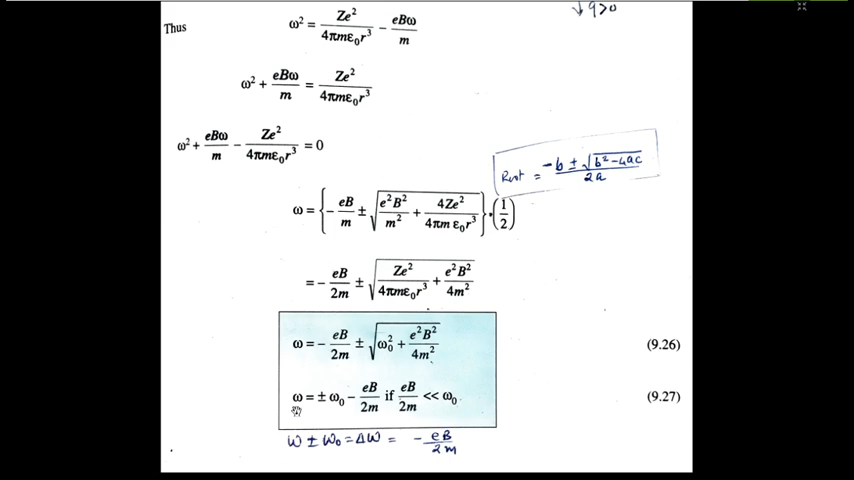 ↓ q>0
Thus ω² = Ze²/4πmε₀r³ − eBω/m
ω² + eBω/m = Ze²/4πmε₀r³
ω² + eBω/m − Ze²/4πmε₀r³ = 0
Root = −b ± √(b²−4ac)/2a
ω = {−eB/m ± √(e²B²/m² + 4Ze²/4πm ε₀r³)}·(1/2)
= −eB/2m ± √(Ze²/4πmε₀r³ + e²B²/4m²)
ω = −eB/2m ± √(ω₀² + e²B²/4m²) (9.26)
ω = ± ω₀ − eB/2m if eB/2m << ω₀ (9.27)
ω ± ω₀ = Δω = −eB/2m